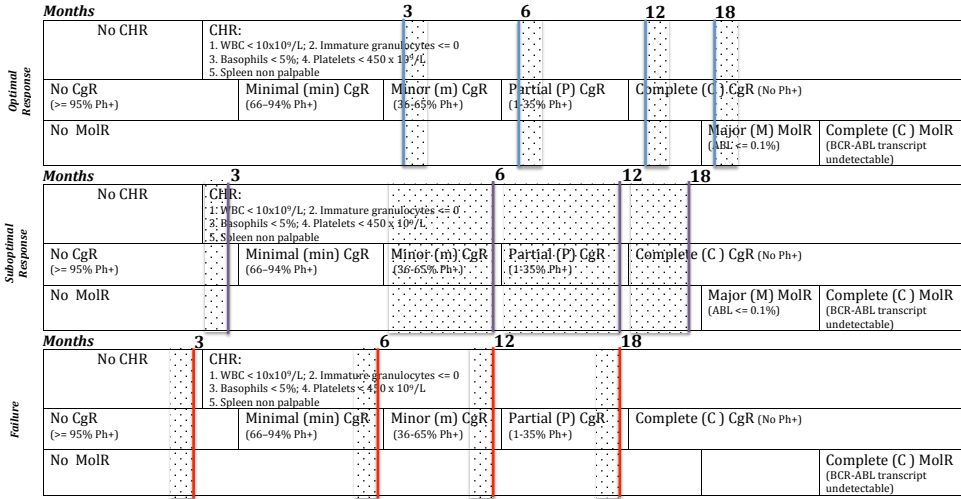 Months 3 6 12 18
Optimal
Response
No CHR
CHR:
1. WBC < 10x10⁹/L; 2. Immature granulocytes <= 0
3. Basophils < 5%; 4. Platelets < 450 x 10⁹/L
5. Spleen non palpable
No CgR
(>= 95% Ph+)
Minimal (min) CgR
(66–94% Ph+)
Minor (m) CgR
(36-65% Ph+)
Partial (P) CgR
(1-35% Ph+)
Complete (C ) CgR (No Ph+)
No MolR
Major (M) MolR
(ABL <= 0.1%)
Complete (C ) MolR
(BCR-ABL transcript
undetectable)
Months 3 6 12 18
Suboptimal
Response
No CHR
CHR:
1. WBC < 10x10⁹/L; 2. Immature granulocytes <= 0
3. Basophils < 5%; 4. Platelets < 450 x 10⁹/L
5. Spleen non palpable
No CgR
(>= 95% Ph+)
Minimal (min) CgR
(66–94% Ph+)
Minor (m) CgR
(36-65% Ph+)
Partial (P) CgR
(1-35% Ph+)
Complete (C ) CgR (No Ph+)
No MolR
Major (M) MolR
(ABL <= 0.1%)
Complete (C ) MolR
(BCR-ABL transcript
undetectable)
Months 3 6 12 18
Failure
No CHR
CHR:
1. WBC < 10x10⁹/L; 2. Immature granulocytes <= 0
3. Basophils < 5%; 4. Platelets < 450 x 10⁹/L
5. Spleen non palpable
No CgR
(>= 95% Ph+)
Minimal (min) CgR
(66–94% Ph+)
Minor (m) CgR
(36-65% Ph+)
Partial (P) CgR
(1-35% Ph+)
Complete (C ) CgR (No Ph+)
No MolR
Complete (C ) MolR
(BCR-ABL transcript
undetectable)